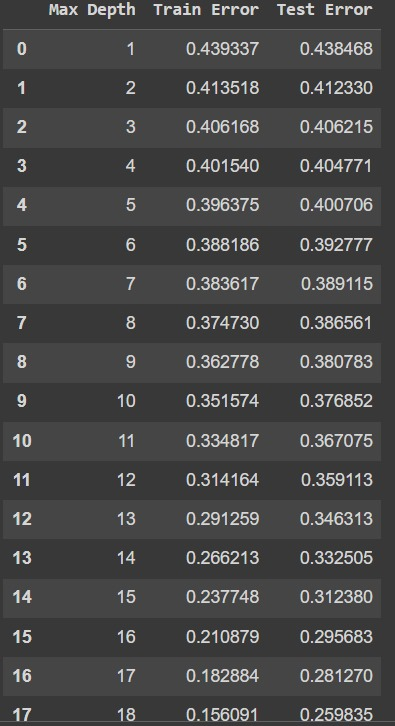 Max Depth Train Error Test Error
0 1 0.439337 0.438468
1 2 0.413518 0.412330
2 3 0.406168 0.406215
3 4 0.401540 0.404771
4 5 0.396375 0.400706
5 6 0.388186 0.392777
6 7 0.383617 0.389115
7 8 0.374730 0.386561
8 9 0.362778 0.380783
9 10 0.351574 0.376852
10 11 0.334817 0.367075
11 12 0.314164 0.359113
12 13 0.291259 0.346313
13 14 0.266213 0.332505
14 15 0.237748 0.312380
15 16 0.210879 0.295683
16 17 0.182884 0.281270
17 18 0.156091 0.259835